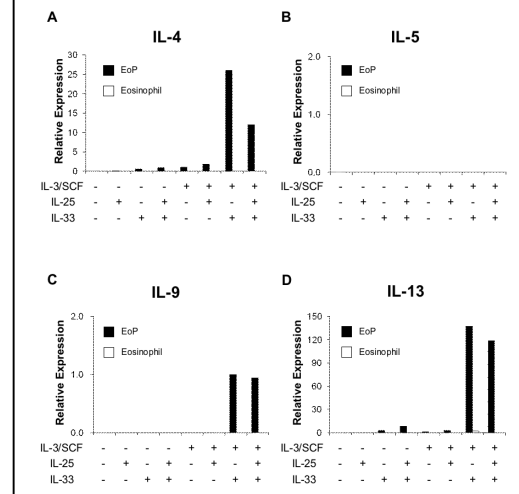 A
IL-4
Relative Expression
30
25
20
15
10
5
0
EoP
Eosinophil
IL-3/SCF - - - - + + + +
IL-25 - + - + - + - +
IL-33 - - + + - - + +
B
IL-5
Relative Expression
2.0
1.0
0.0
EoP
Eosinophil
IL-3/SCF - - - - + + + +
IL-25 - + - + - + - +
IL-33 - - + + - - + +
C
IL-9
Relative Expression
2.0
1.0
0.0
EoP
Eosinophil
IL-3/SCF - - - - + + + +
IL-25 - + - + - + - +
IL-33 - - + + - - + +
D
IL-13
Relative Expression
150
120
90
60
30
0
EoP
Eosinophil
IL-3/SCF - - - - + + + +
IL-25 - + - + - + - +
IL-33 - - + + - - + +